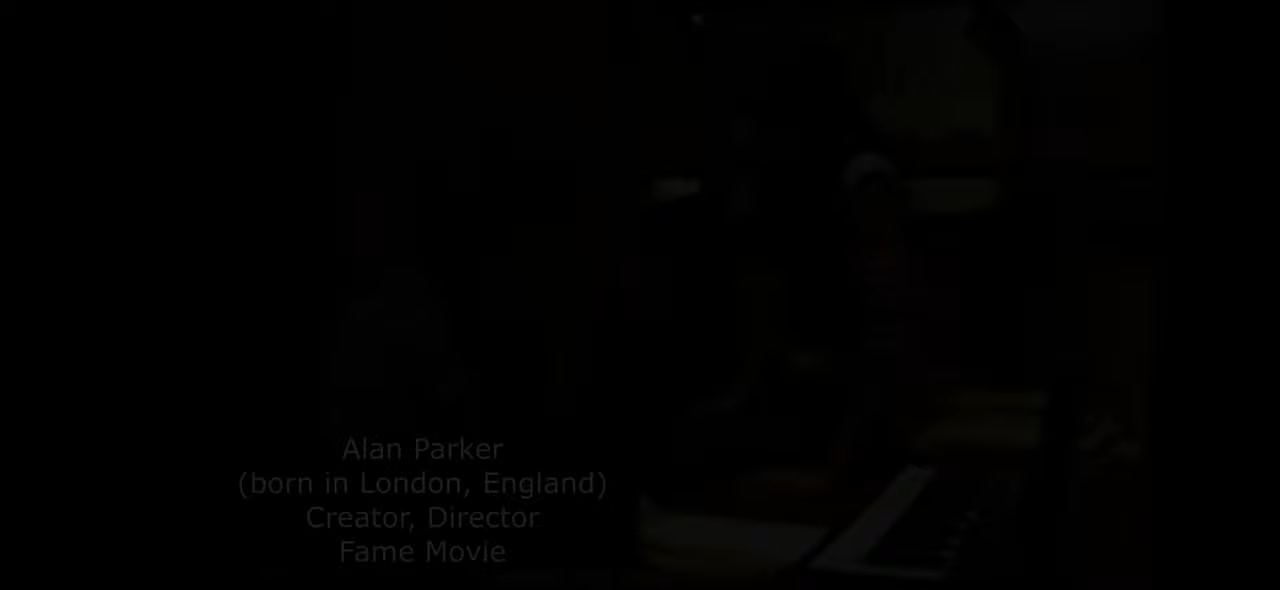 Alan Parker
(born in London, England)
Creator, Director
Fame Movie